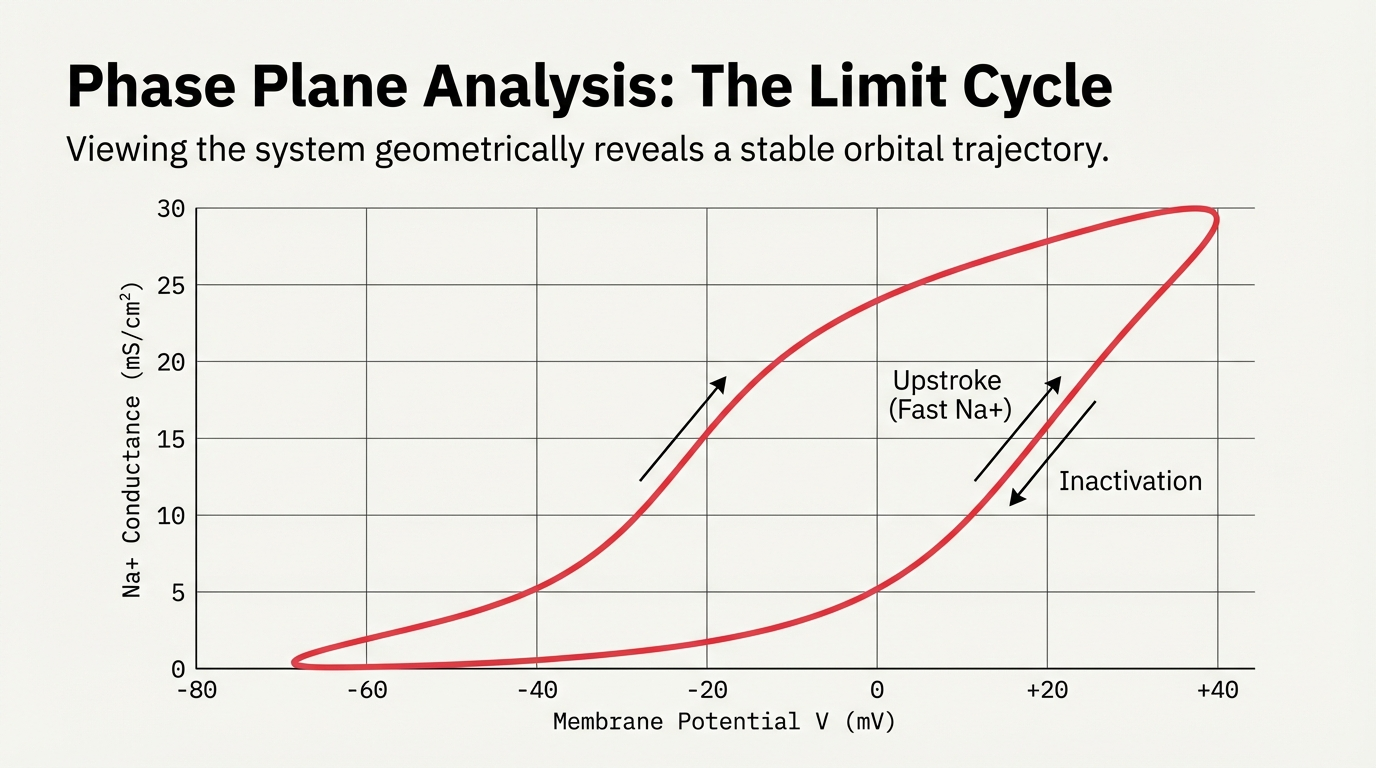 Phase Plane Analysis: The Limit Cycle
Viewing the system geometrically reveals a stable orbital trajectory.
Na+ Conductance (mS/cm²)
30
25
20
15
10
5
0
Upstroke
(Fast Na+)
Inactivation
-80 -60 -40 -20 0 +20 +40
Membrane Potential V (mV)